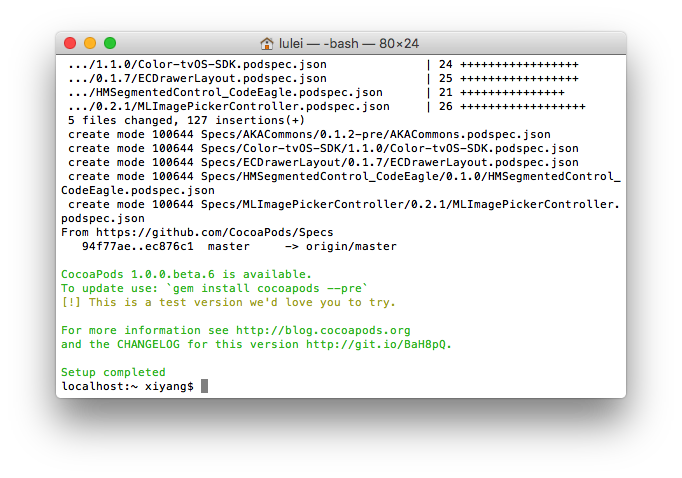 lulei — -bash — 80×24
.../1.1.0/Color-tvOS-SDK.podspec.json | 24 ++++++++++++++++++
.../0.1.7/ECDrawerLayout.podspec.json | 25 ++++++++++++++++++
.../HMSegmentedControl_CodeEagle.podspec.json | 21 ++++++++++++++++
.../0.2.1/MLImagePickerController.podspec.json | 26 +++++++++++++++++++
5 files changed, 127 insertions(+)
create mode 100644 Specs/AKACommons/0.1.2-pre/AKACommons.podspec.json
create mode 100644 Specs/Color-tvOS-SDK/1.1.0/Color-tvOS-SDK.podspec.json
create mode 100644 Specs/ECDrawerLayout/0.1.7/ECDrawerLayout.podspec.json
create mode 100644 Specs/HMSegmentedControl_CodeEagle/0.1.0/HMSegmentedControl_
CodeEagle.podspec.json
create mode 100644 Specs/MLImagePickerController/0.2.1/MLImagePickerController.
podspec.json
From https://github.com/CocoaPods/Specs
94f77ae..ec876c1 master -> origin/master
CocoaPods 1.0.0.beta.6 is available.
To update use: `gem install cocoapods --pre`
[!] This is a test version we'd love you to try.
For more information see http://blog.cocoapods.org
and the CHANGELOG for this version http://git.io/BaH8pQ.
Setup completed
localhost:~ xiyang$